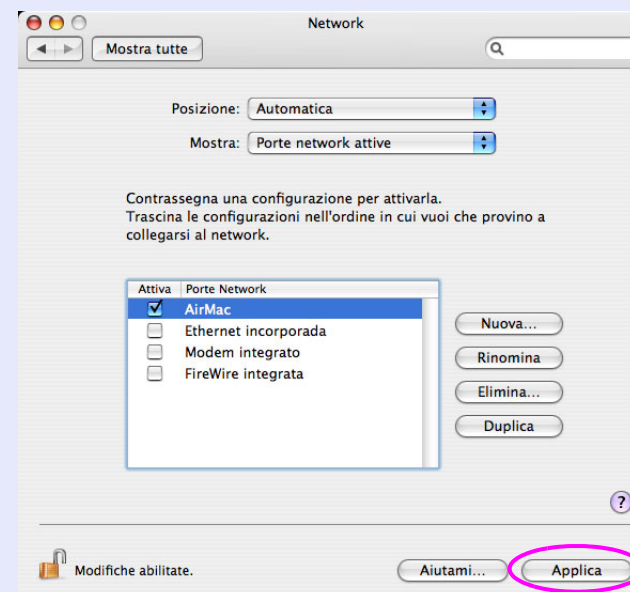 Network
Mostra tutte
Posizione: Automatica
Mostra: Porte network attive
Contrassegna una configurazione per attivarla.
Trascina le configurazioni nell'ordine in cui vuoi che provino a
collegarsi al network.
Attiva Porte Network
AirMac
Ethernet incorporada
Modem integrato
FireWire integrata
Nuova...
Rinomina
Elimina...
Duplica
?
Modifiche abilitate.
Aiutami...
Applica